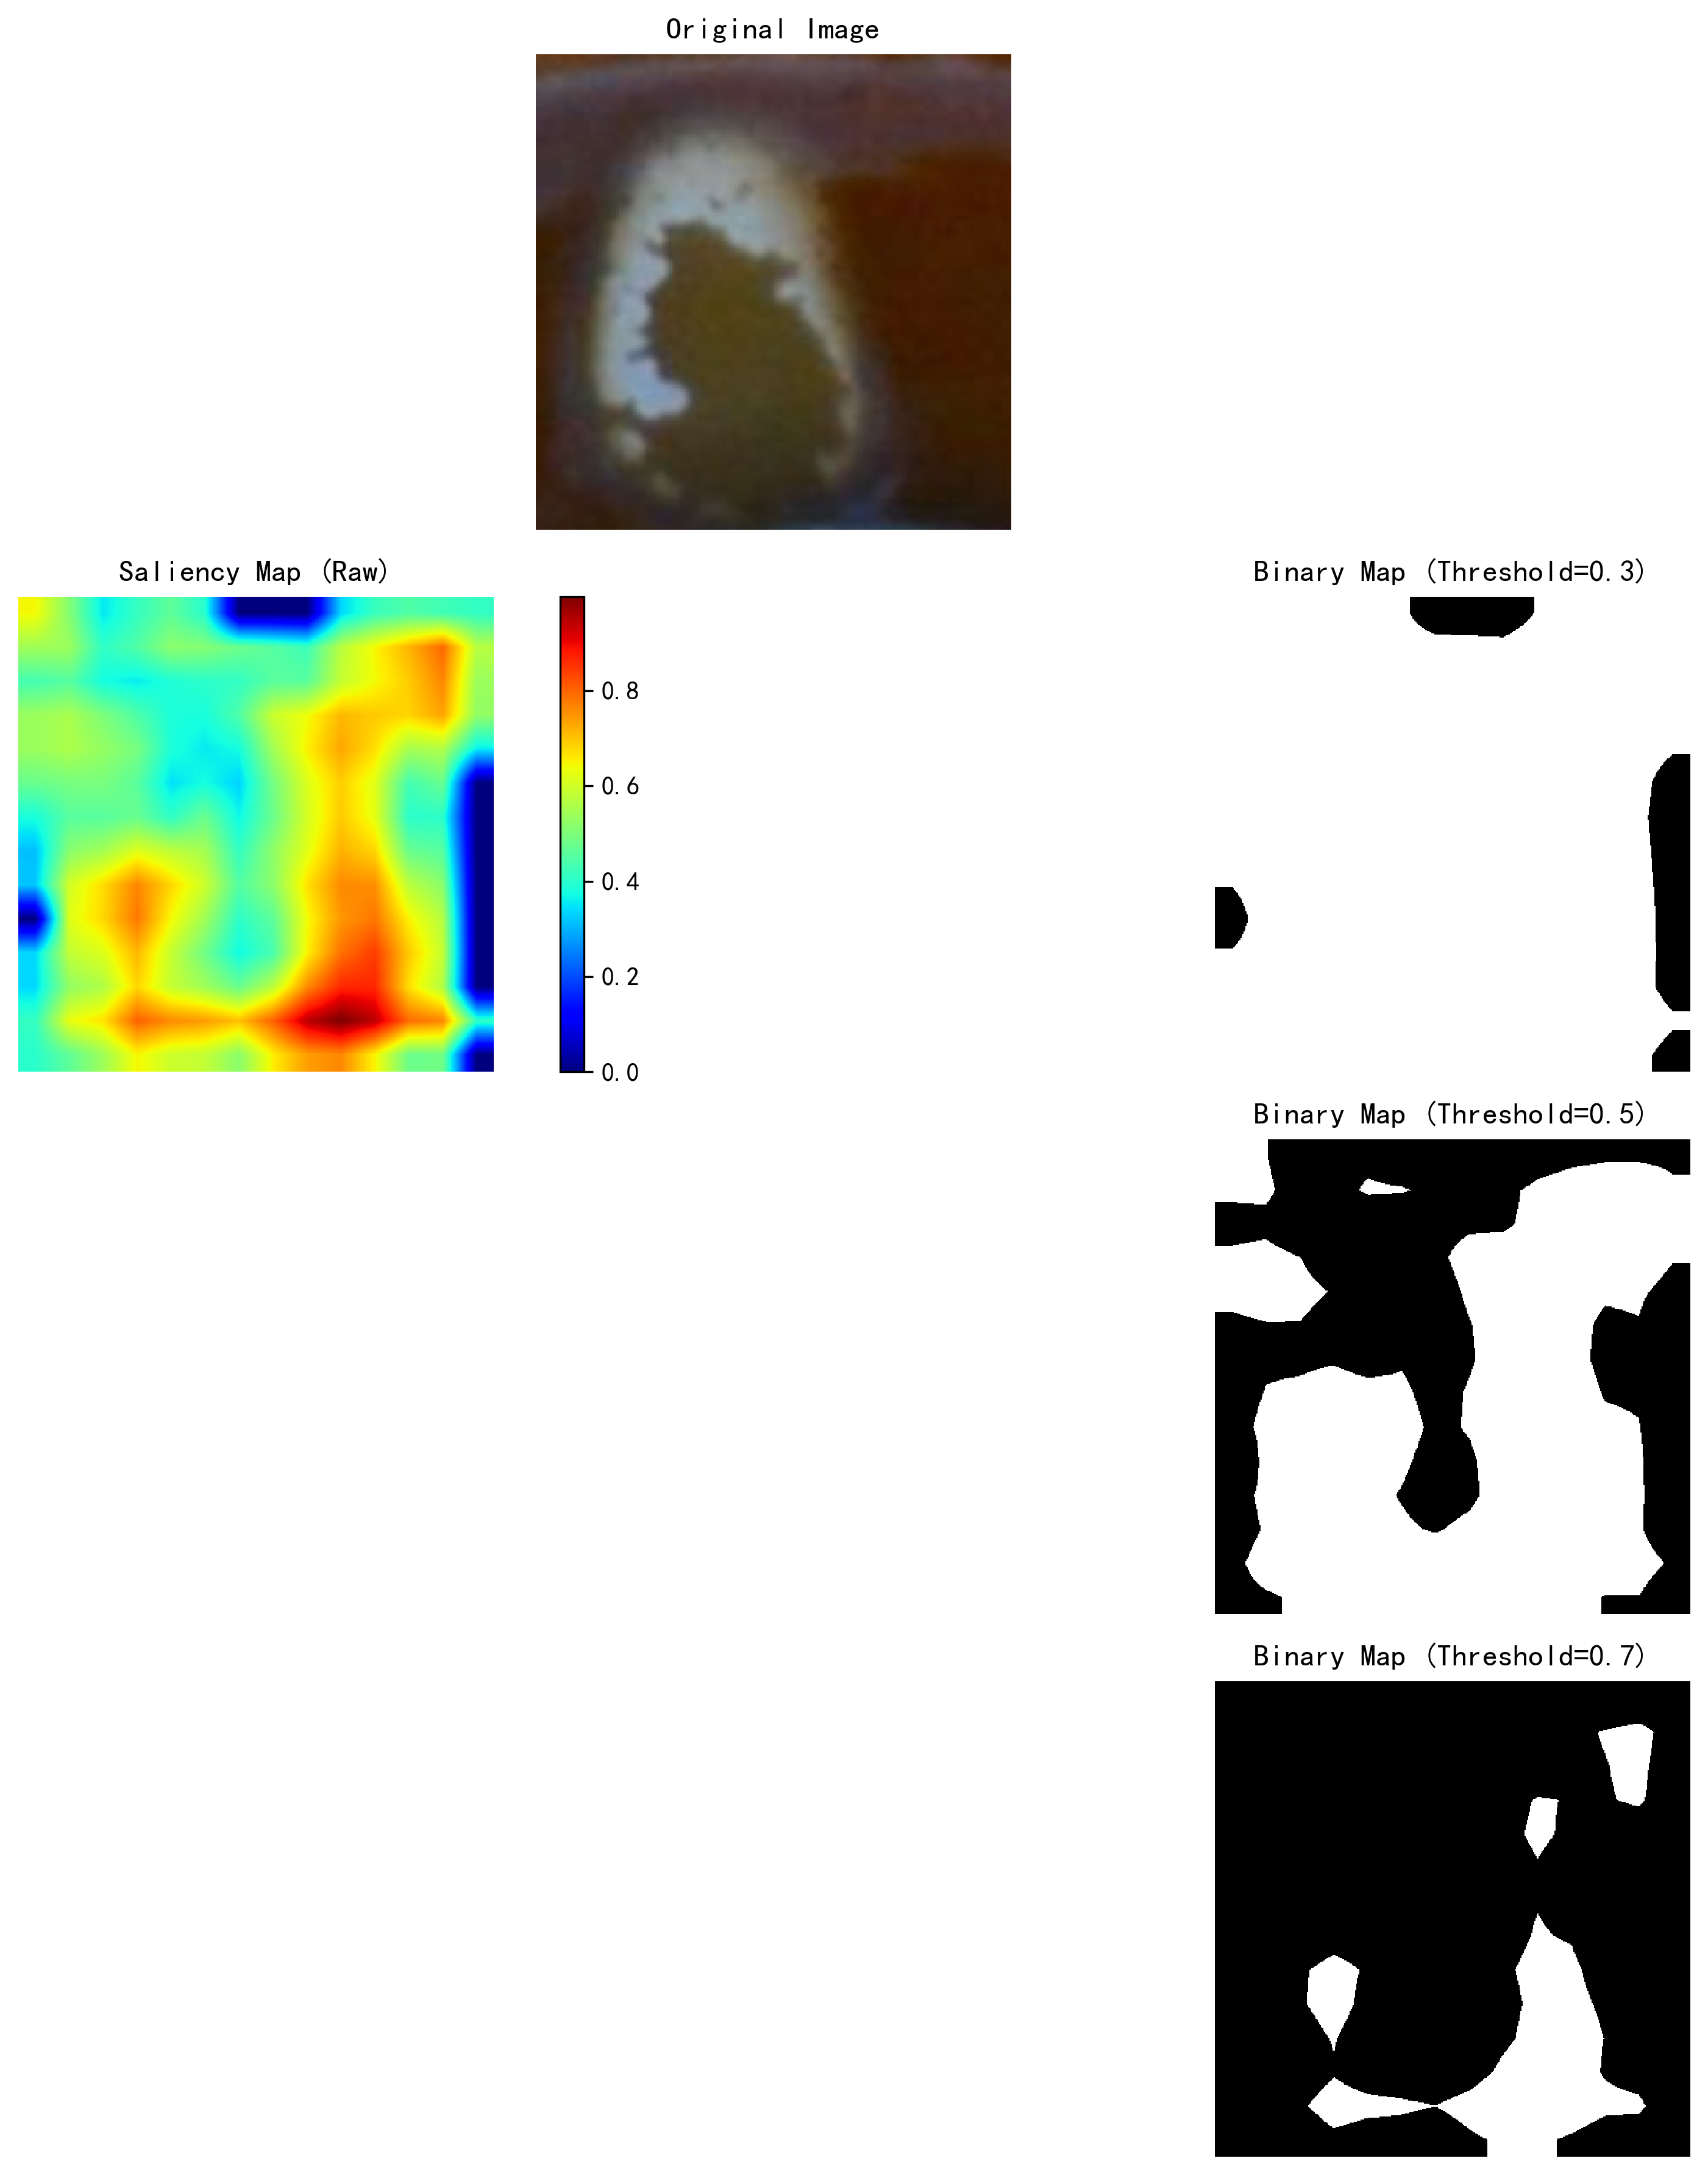 Original Image
Saliency Map (Raw)
Binary Map (Threshold=0.3)
0.8
0.6
0.4
0.2
0.0
Binary Map (Threshold=0.5)
Binary Map (Threshold=0.7)